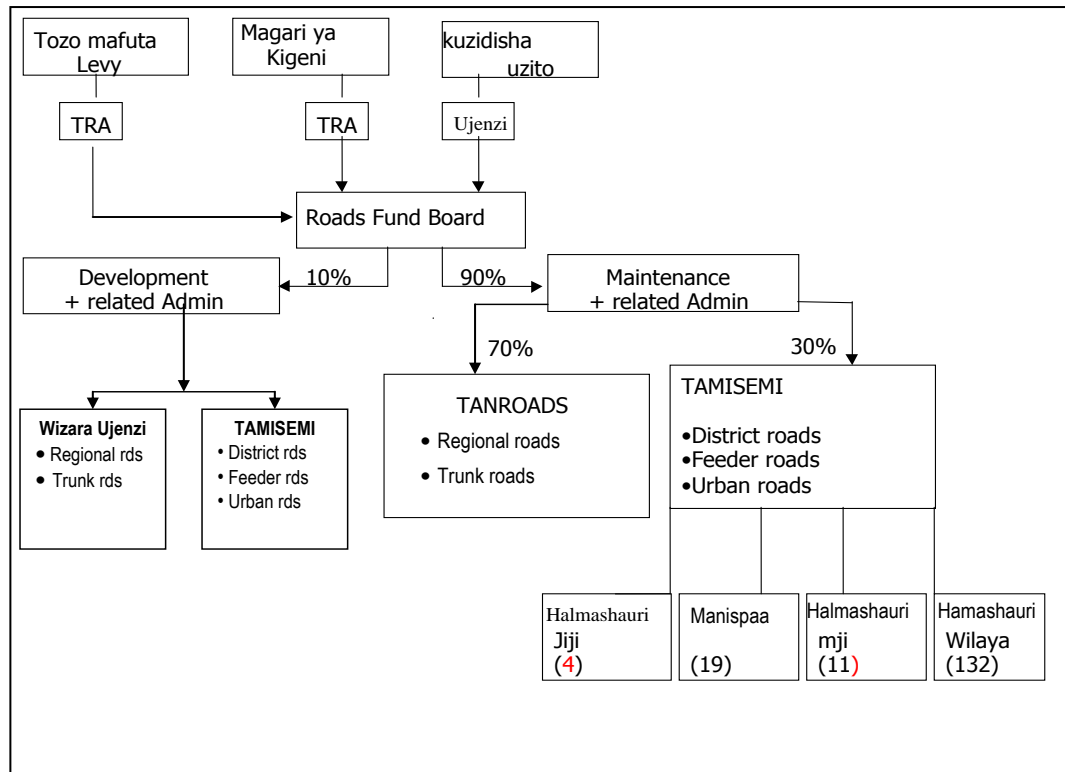 Tozo mafuta
Levy
Magari ya
Kigeni
kuzidisha
uzito
TRA
TRA
Ujenzi
Roads Fund Board
Development
+ related Admin
10%
90%
Maintenance
+ related Admin
70%
30%
Wizara Ujenzi
• Regional rds
• Trunk rds
TAMISEMI
• District rds
• Feeder rds
• Urban rds
TANROADS
• Regional roads
• Trunk roads
TAMISEMI
•District roads
•Feeder roads
•Urban roads
Halmashauri
Jiji
(4)
Manispaa
(19)
Halmashauri
mji
(11)
Hamashauri
Wilaya
(132)